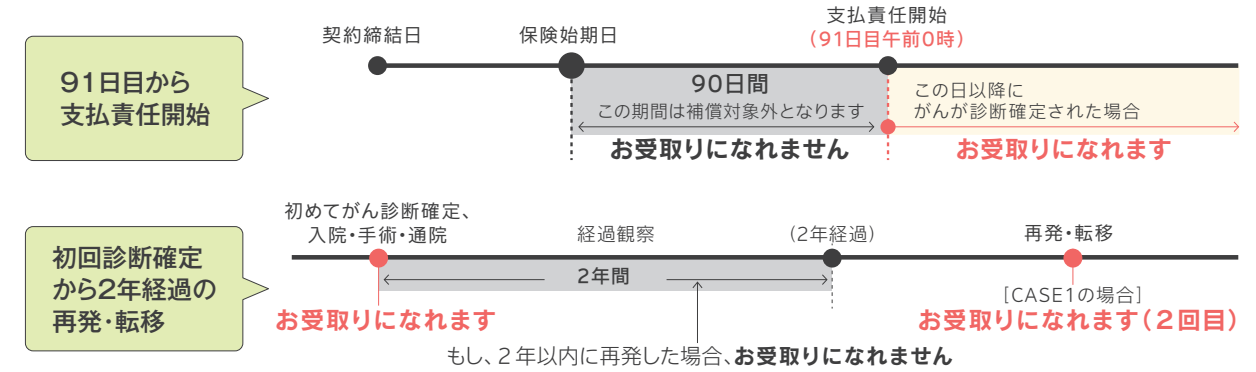 91日目から
支払責任開始
契約締結日
保険始期日
支払責任開始
(91日目午前0時)
90日間
この期間は補償対象外となります
お受取りになれません
この日以降に
がんが診断確定された場合
お受取りになれます
初回診断確定
から2年経過の
再発・転移
初めてがん診断確定、
入院・手術・通院
お受取りになれます
経過観察
(2年経過)
2年間
再発・転移
[CASE1の場合]
お受取りになれます(2回目)
もし、2年以内に再発した場合、お受取りになれません